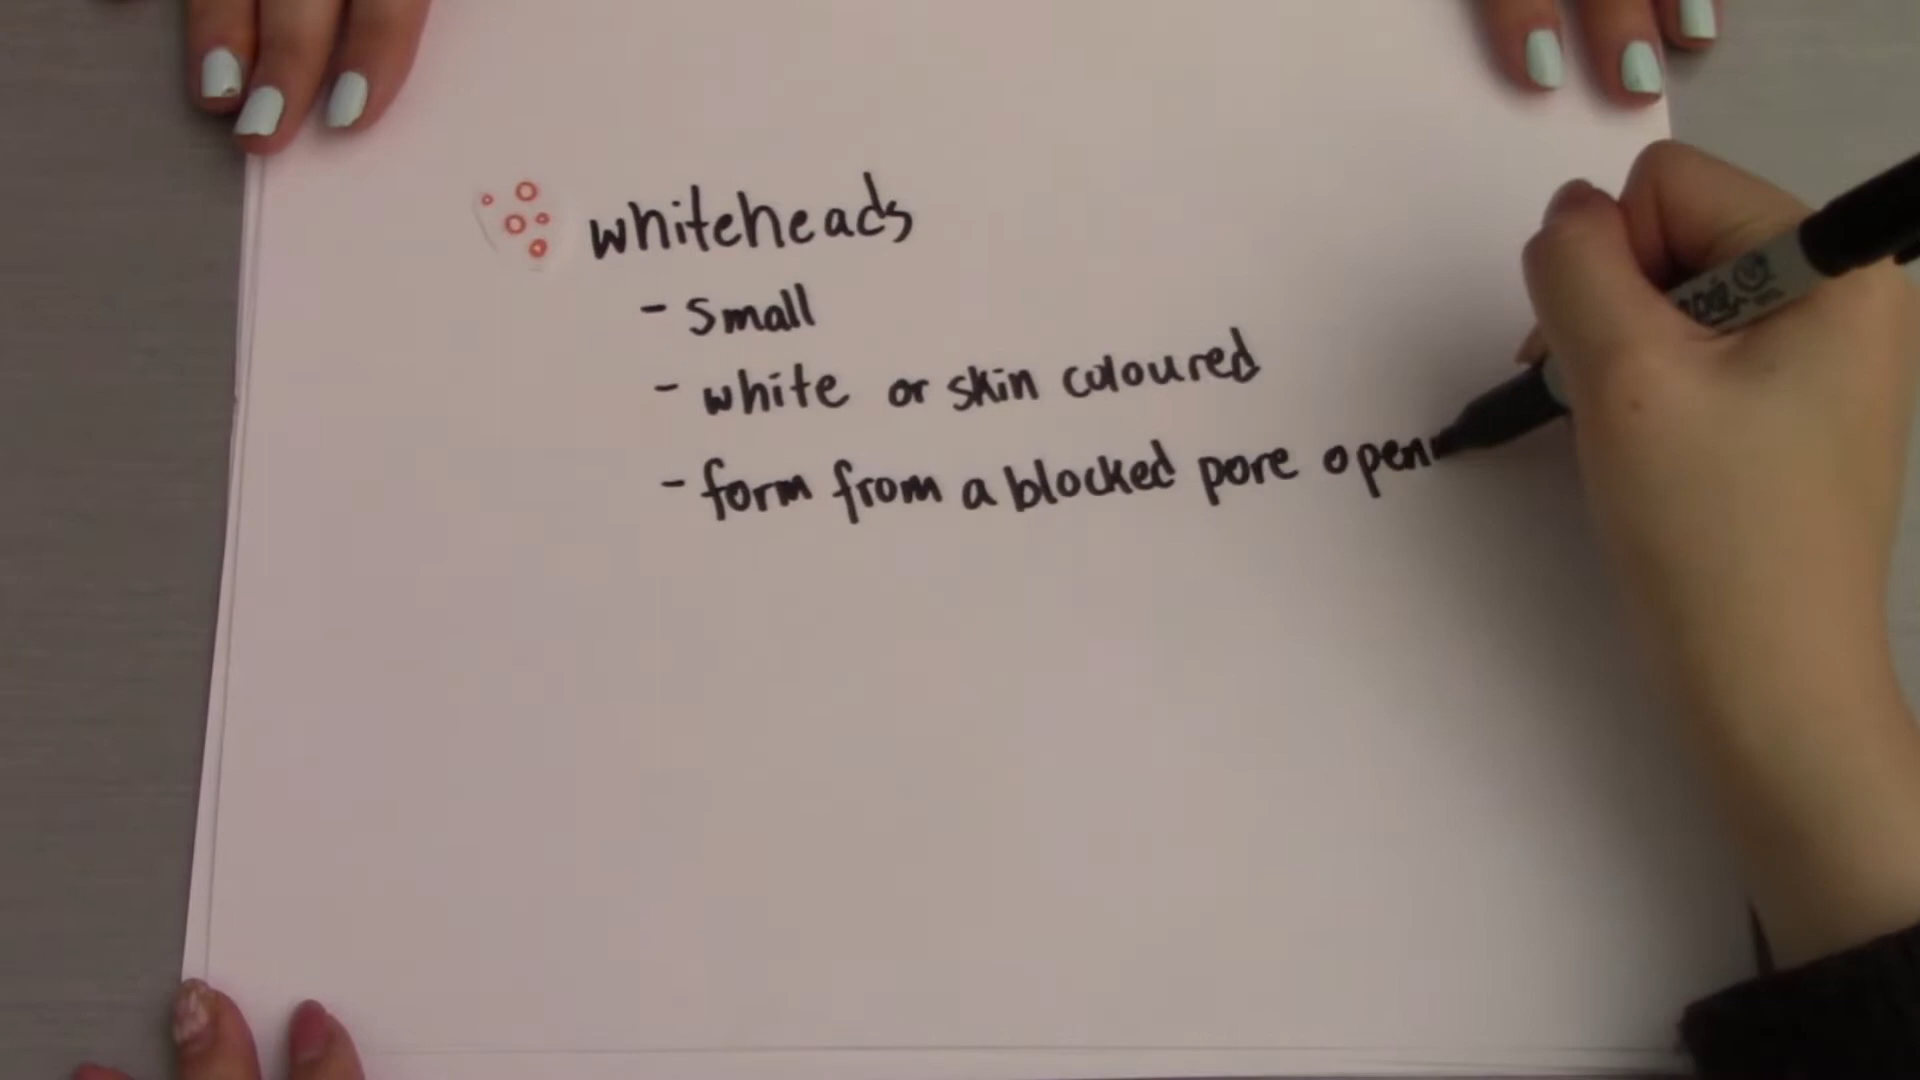 whiteheads
- small
- white or skin coloured
- form from a blocked pore open